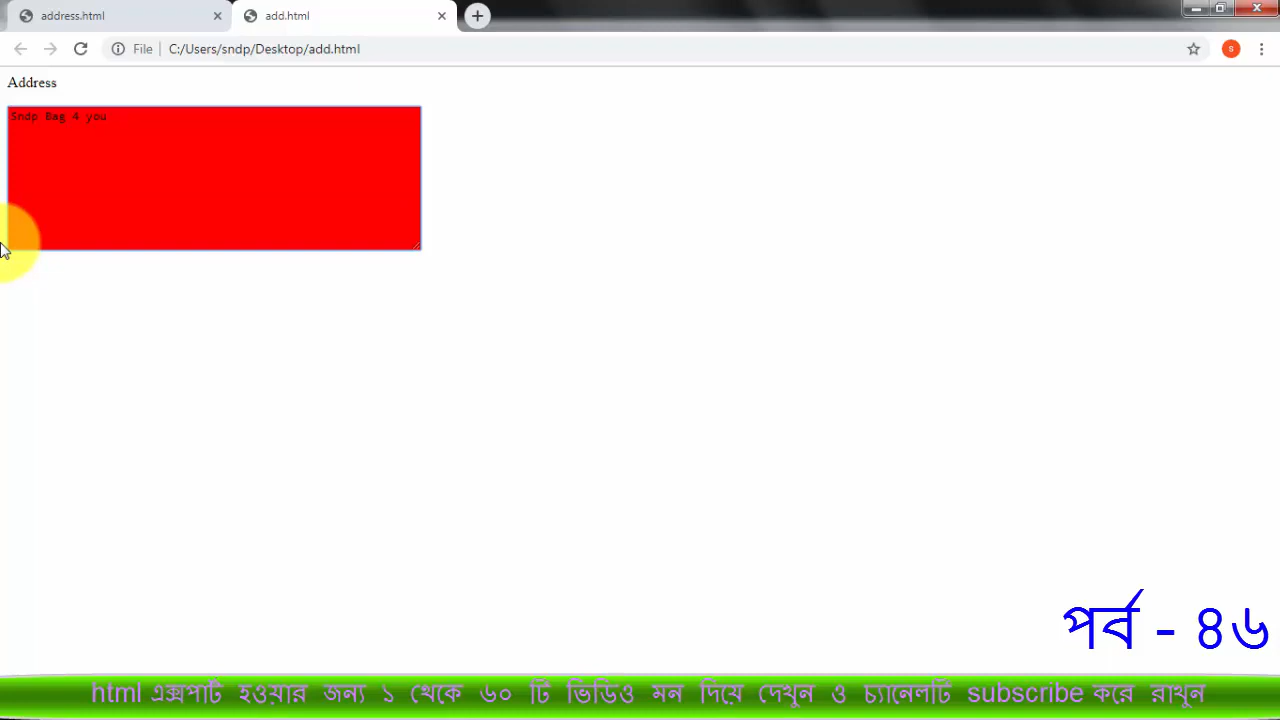 address.html
add.html
File
C:/Users/sndp/Desktop/add.html
s
Address
Sndp Bag 4 you
পর্ব - ৪৬
html এক্সপার্ট হওয়ার জন্য ১ থেকে ৬০ টি ভিডিও মন দিয়ে দেখুন ও চ্যানেলটি subscribe করে রাখুন